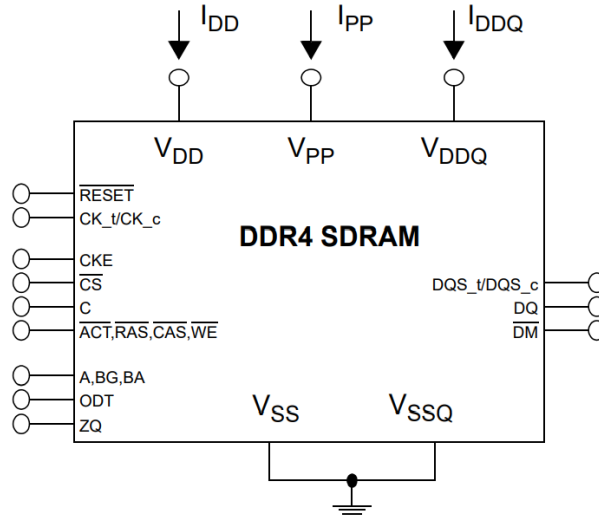 IDD IPP IDDQ
VDD VPP VDDQ
RESET
CK_t/CK_c
DDR4 SDRAM
CKE
CS
DQS_t/DQS_c
C
DQ
ACT,RAS,CAS,WE
DM
A,BG,BA
ODT
VSS VSSQ
ZQ